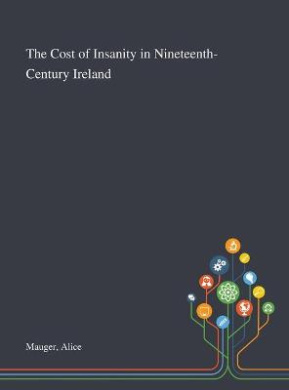 The Cost of Insanity in Nineteenth-
Century Ireland
Mauger, Alice